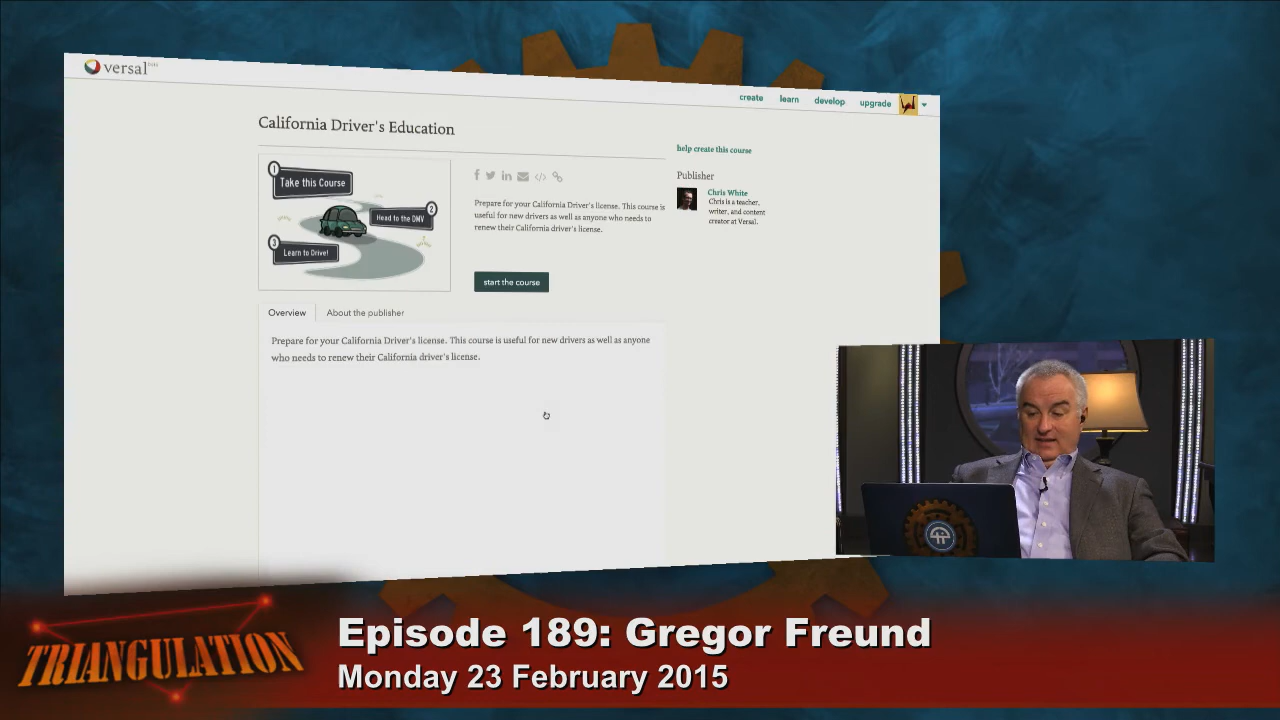 versal beta
create learn develop upgrade
California Driver's Education
help create this course
1
Take this Course
2
Head to the DMV
3
Learn to Drive!
Prepare for your California Driver's license. This course is
useful for new drivers as well as anyone who needs to
renew their California driver's license.
start the course
Publisher
Chris White
Chris is a teacher,
writer, and content
creator at Versal.
Overview
About the publisher
Prepare for your California Driver's license. This course is useful for new drivers as well as anyone
who needs to renew their California driver's license.
TRIANGULATION
Episode 189: Gregor Freund
Monday 23 February 2015